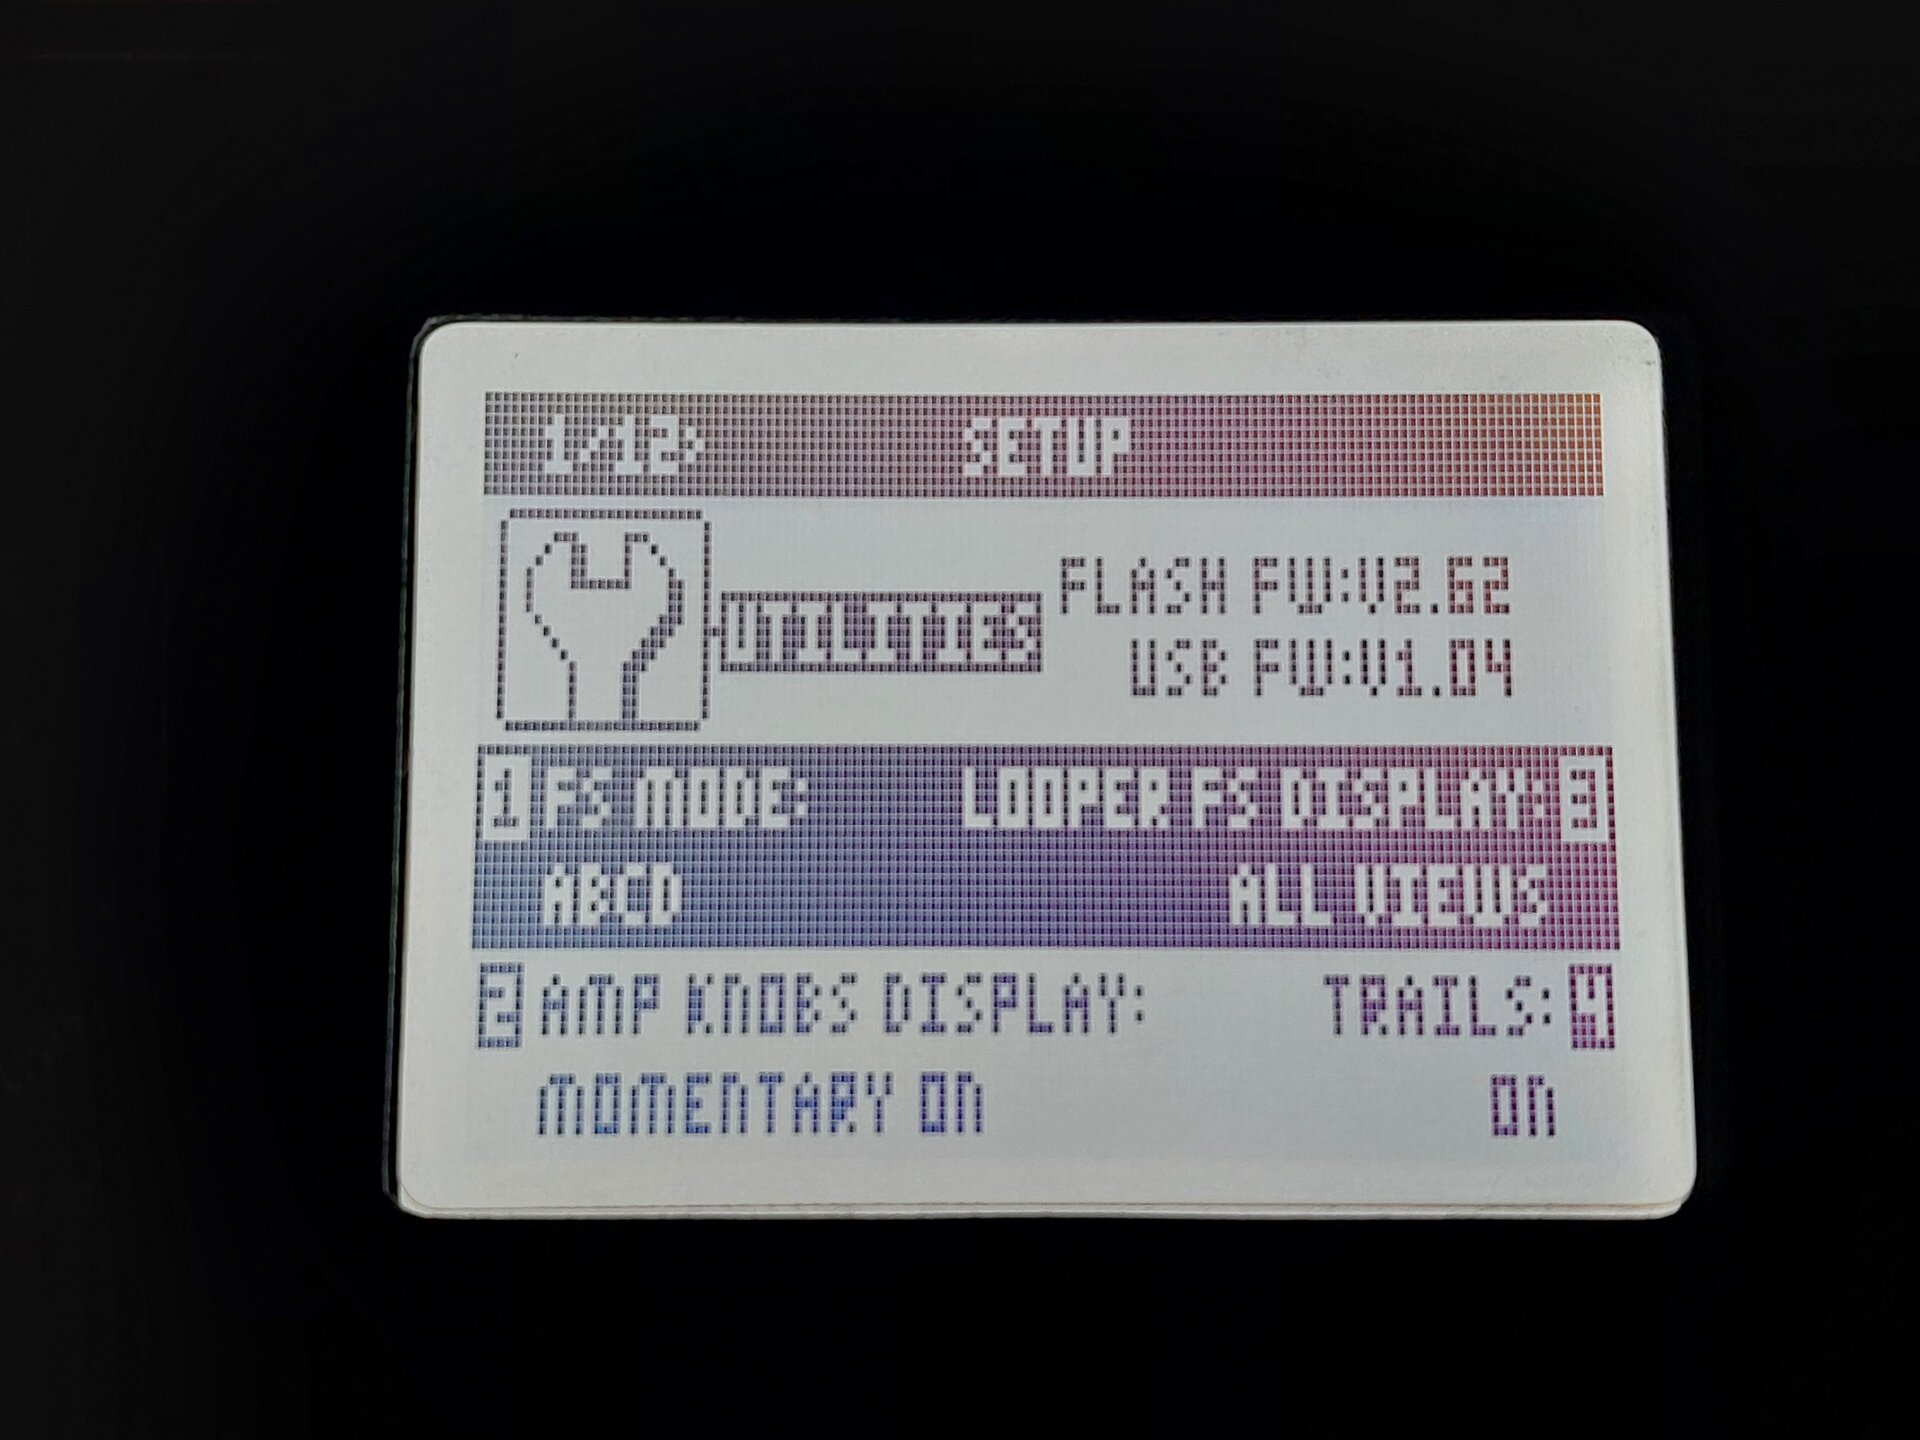 1/12> SETUP
UTILITIES
FLASH FW:V2.62
USB FW:V1.04
1 FS MODE: LOOPER FS DISPLAY: 3
ABCD ALL VIEWS
2 AMP KNOBS DISPLAY: TRAILS: 4
MOMENTARY ON ON